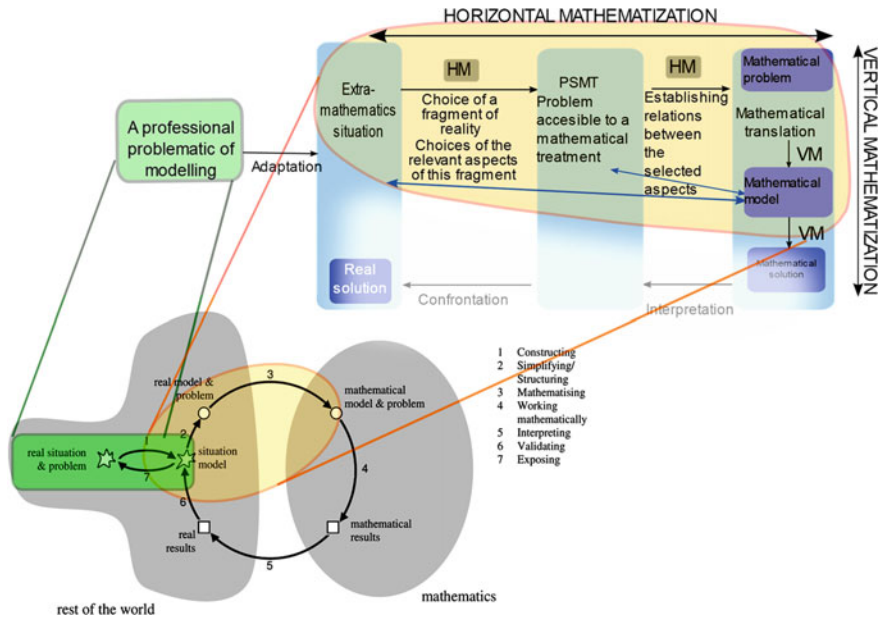 HORIZONTAL MATHEMATIZATION
VERTICAL MATHEMATIZATION
A professional
problematic of
modelling
Adaptation
Extra-
mathematics
situation
HM
Choice of a
fragment of
reality
Choices of the
relevant aspects
of this fragment
PSMT
Problem
accesible to a
mathematical
treatment
HM
Establishing
relations
between
the
selected
aspects
Mathematical
problem
Mathematical
translation
VM
Mathematical
model
VM
Mathematical
solution
Real
solution
Confrontation
Interpretation
1 Constructing
2 Simplifying/
Structuring
3 Mathematising
4 Working
mathematically
5 Interpreting
6 Validating
7 Exposing
real model &
problem
3
mathematical
model & problem
real situation
& problem
1
2
7
situation
model
4
6
real
results
mathematical
results
5
rest of the world
mathematics